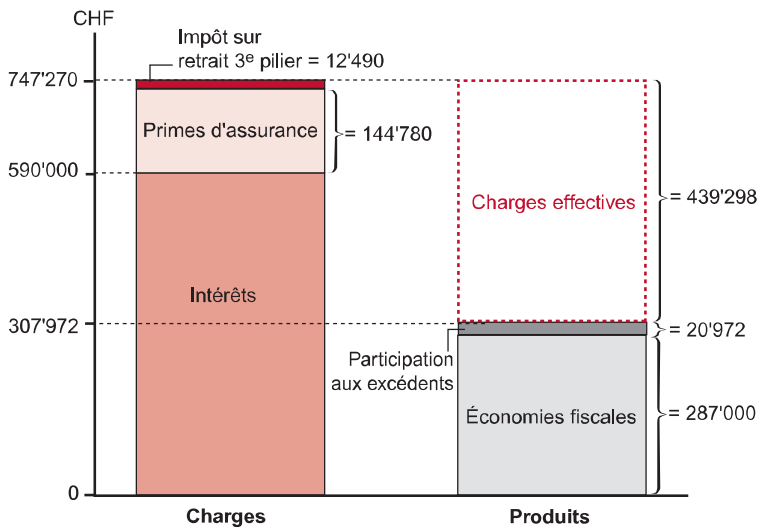 CHF
Impôt sur
retrait 3e pilier = 12'490
747'270
Primes d'assurance
= 144'780
590'000
Charges effectives
= 439'298
Intérêts
307'972
= 20'972
Participation
aux excédents
Économies fiscales
= 287'000
0
Charges
Produits